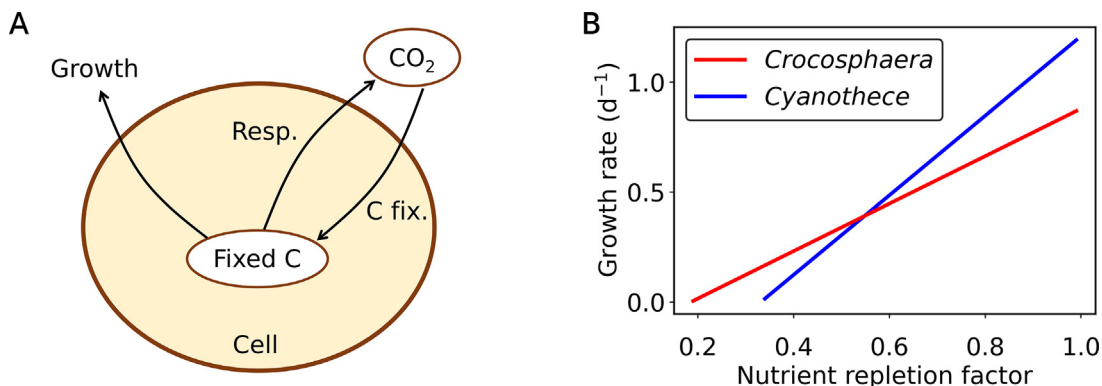 A
CO₂
Growth
Resp.
C fix.
Fixed C
Cell
B
Crocosphaera
Cyanothece
Growth rate (d⁻¹)
1.0
0.5
0.0
0.2 0.4 0.6 0.8 1.0
Nutrient repletion factor